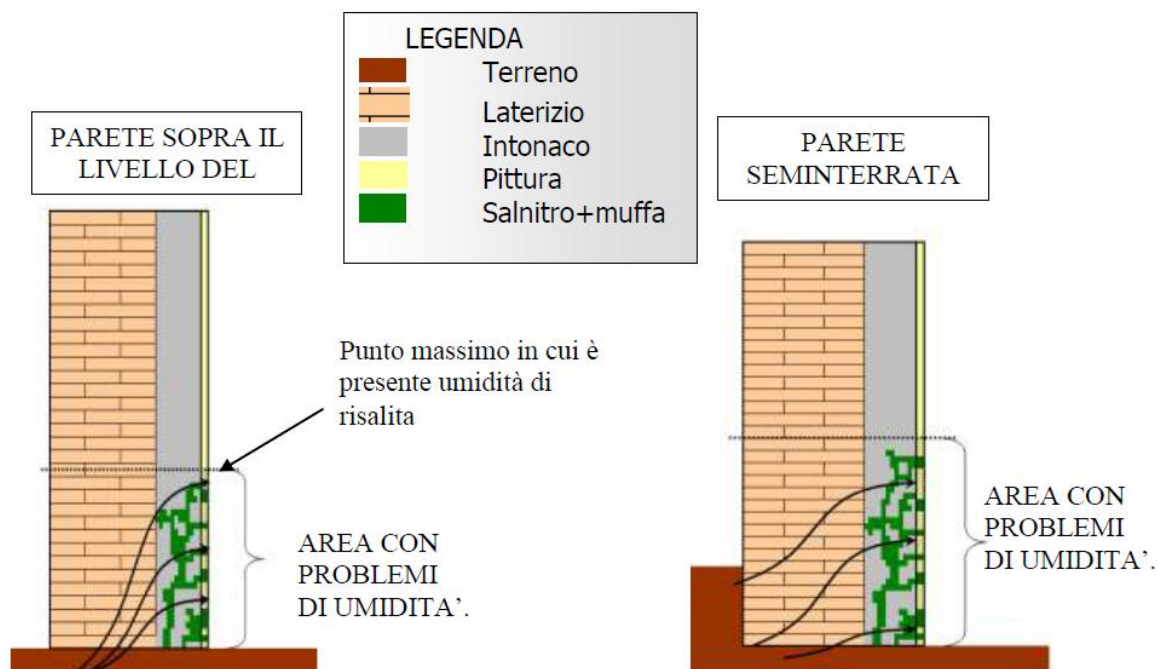 LEGENDA
Terreno
Laterizio
Intonaco
Pittura
Salnitro+muffa
PARETE SOPRA IL
LIVELLO DEL
PARETE
SEMINTERRATA
Punto massimo in cui è
presente umidità di
risalita
AREA CON
PROBLEMI
DI UMIDITA’.
AREA CON
PROBLEMI
DI UMIDITA’.